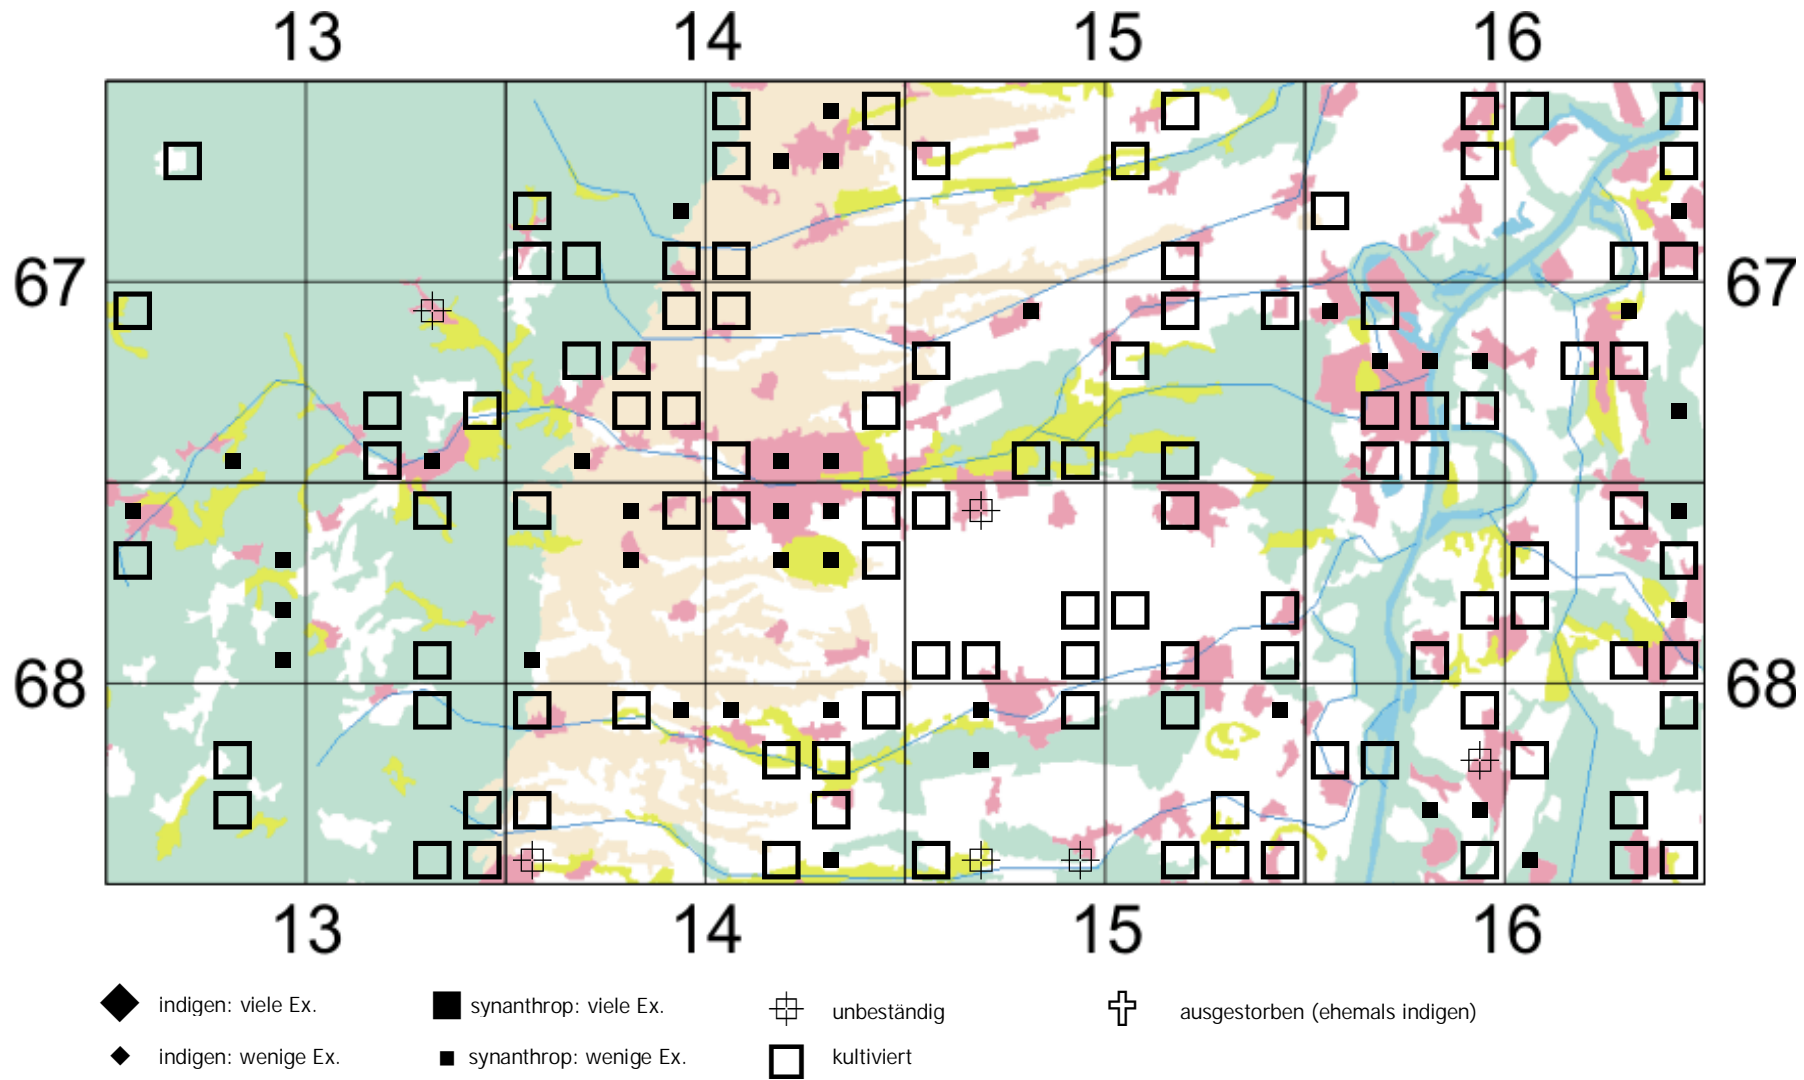 13 14 15 16
67 67
68 68
13 14 15 16
indigen: viele Ex. synanthrop: viele Ex. unbeständig ausgestorben (ehemals indigen)
indigen: wenige Ex. synanthrop: wenige Ex. kultiviert